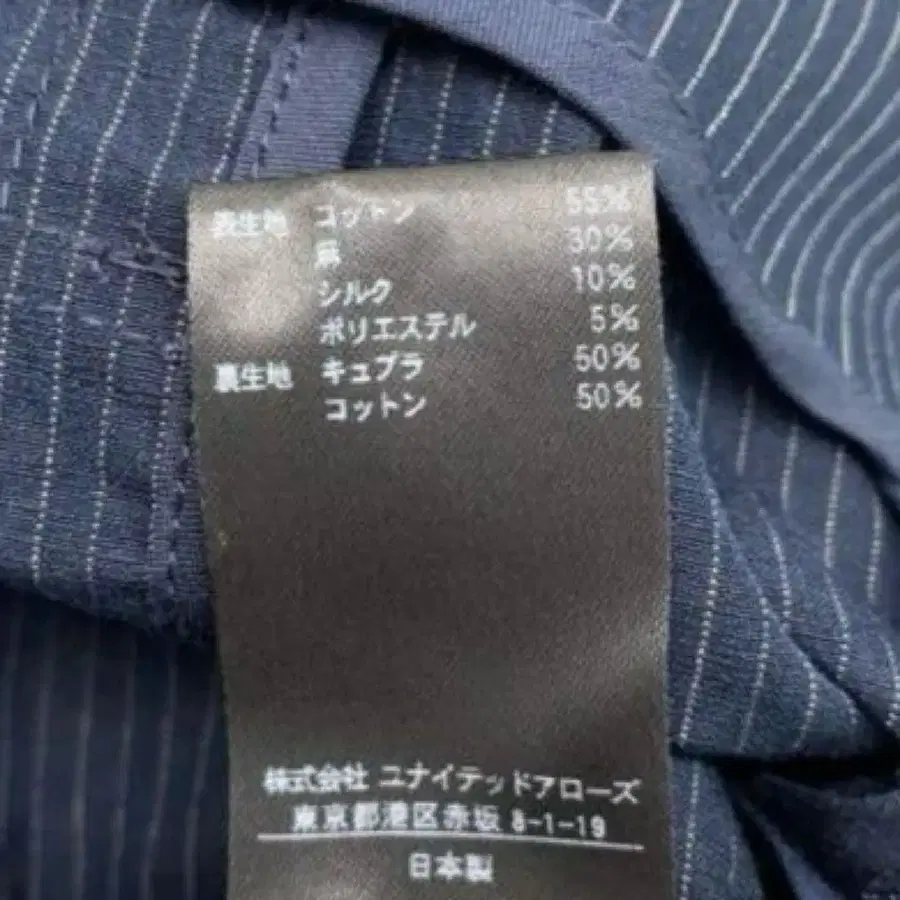 表生地 コットン 55%
麻 30%
シルク 10%
ポリエステル 5%
裏生地 キュプラ 50%
コットン 50%
株式会社 ユナイテッドアローズ
東京都港区赤坂 8-1-19
日本製